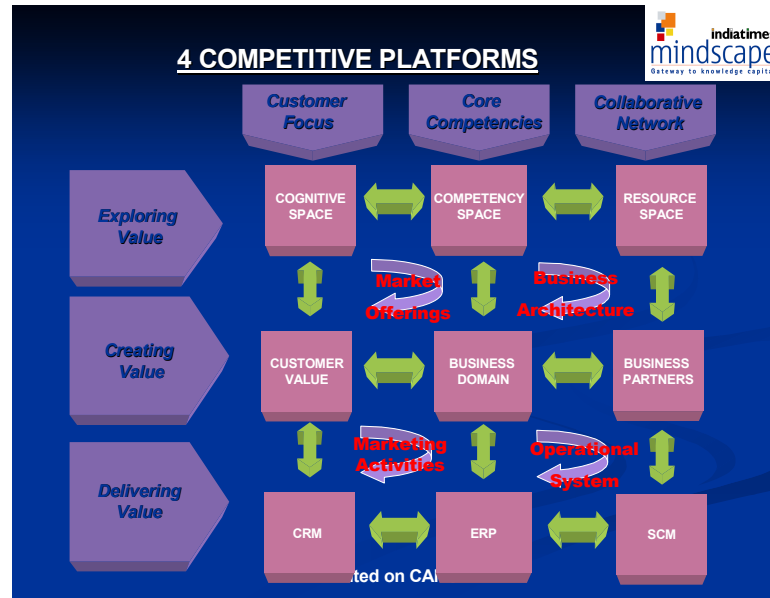 indiatime
mindscape
Gateway to knowledge capit
4 COMPETITIVE PLATFORMS
Customer
Focus
Core
Competencies
Collaborative
Network
Exploring
Value
COGNITIVE
SPACE
COMPETENCY
SPACE
RESOURCE
SPACE
Market
Offerings
Business
Architecture
Creating
Value
CUSTOMER
VALUE
BUSINESS
DOMAIN
BUSINESS
PARTNERS
Marketing
Activities
Operational
System
Delivering
Value
CRM
ERP
SCM
ted on CA